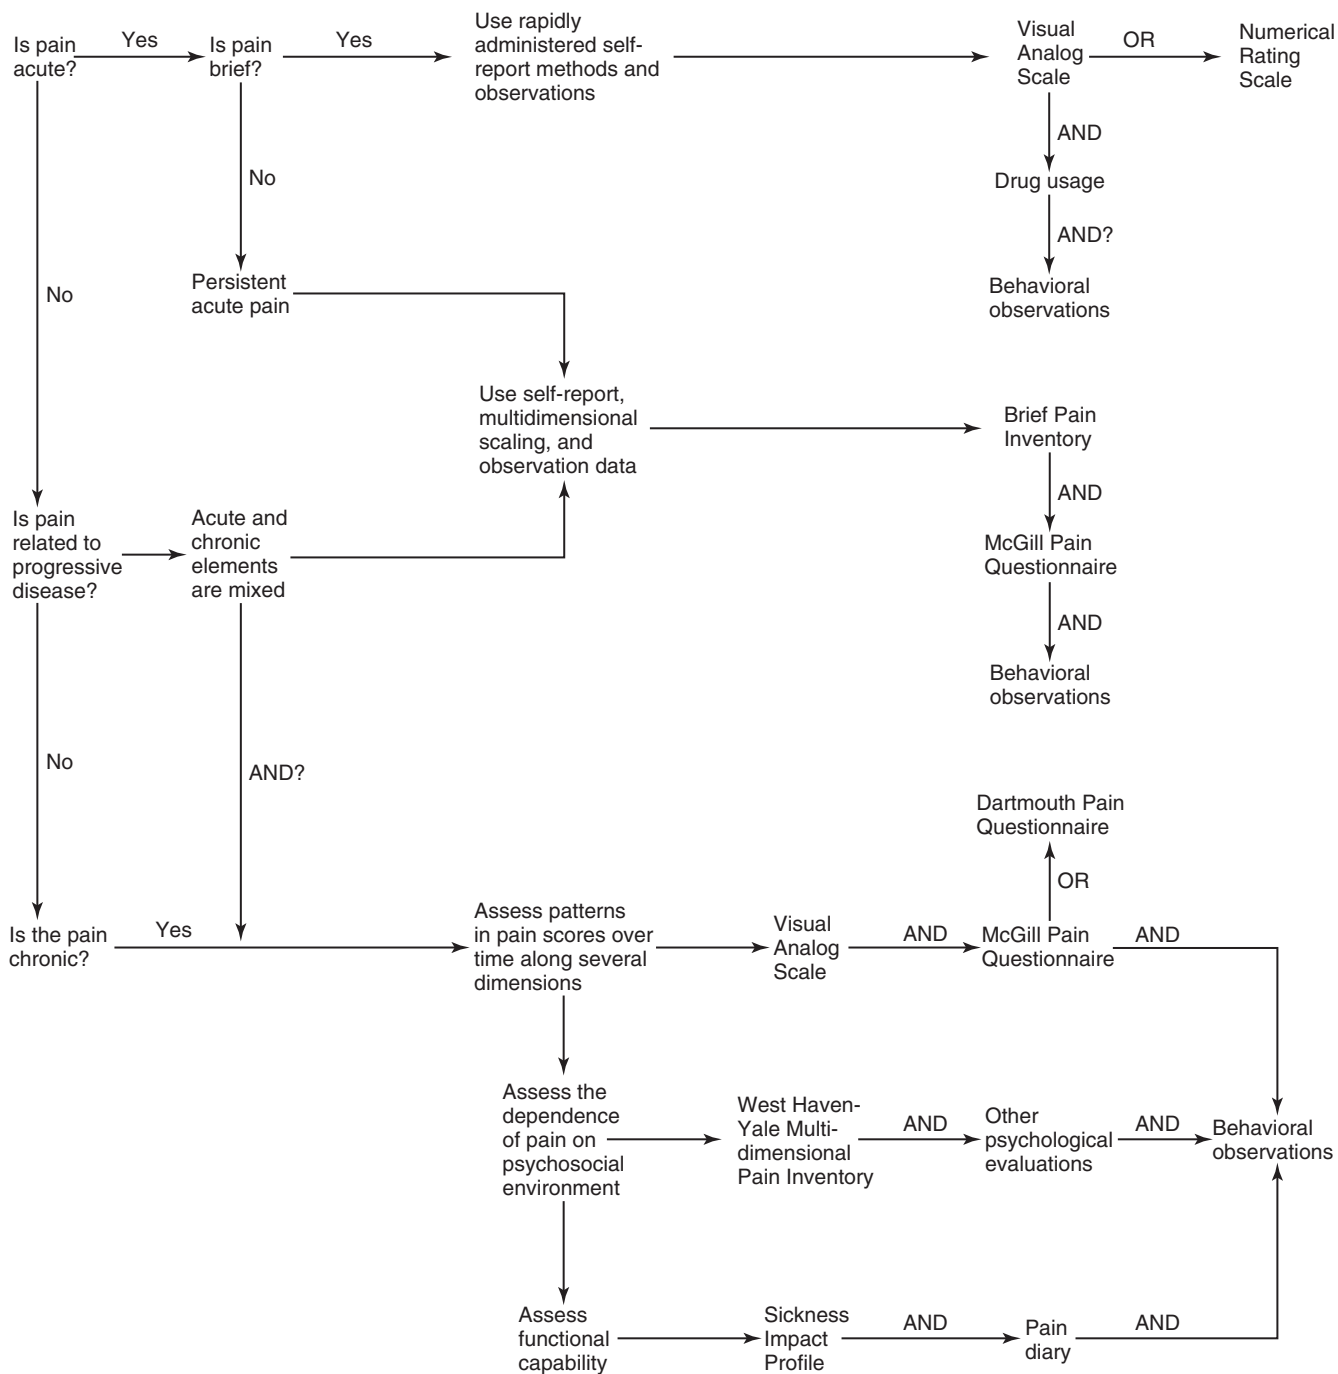 Is pain
acute?
Yes
Is pain
brief?
Yes
Use rapidly
administered self-
report methods and
observations
Visual
Analog
Scale
OR
Numerical
Rating
Scale
AND
Drug usage
AND?
Behavioral
observations
No
No
Persistent
acute pain
Use self-report,
multidimensional
scaling, and
observation data
Brief Pain
Inventory
AND
McGill Pain
Questionnaire
AND
Behavioral
observations
Is pain
related to
progressive
disease?
Acute and
chronic
elements
are mixed
No
AND?
Dartmouth Pain
Questionnaire
OR
Is the pain
chronic?
Yes
Assess patterns
in pain scores over
time along several
dimensions
Visual
Analog
Scale
AND
McGill Pain
Questionnaire
AND
Assess the
dependence
of pain on
psychosocial
environment
West Haven-
Yale Multi-
dimensional
Pain Inventory
AND
Other
psychological
evaluations
AND
Behavioral
observations
Assess
functional
capability
Sickness
Impact
Profile
AND
Pain
diary
AND